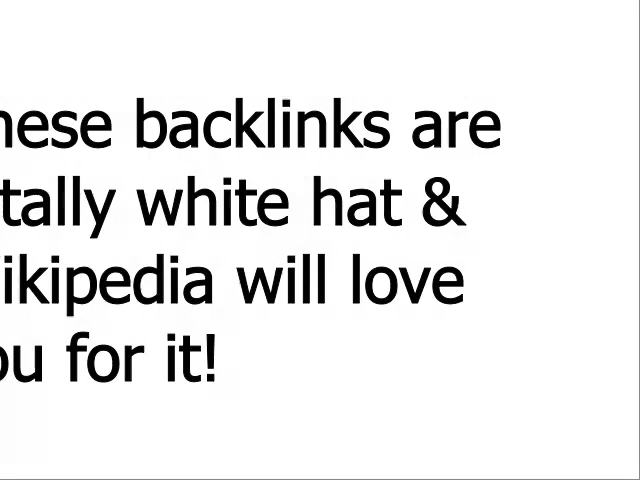 hese backlinks are
tally white hat &
ikipedia will love
ou for it!